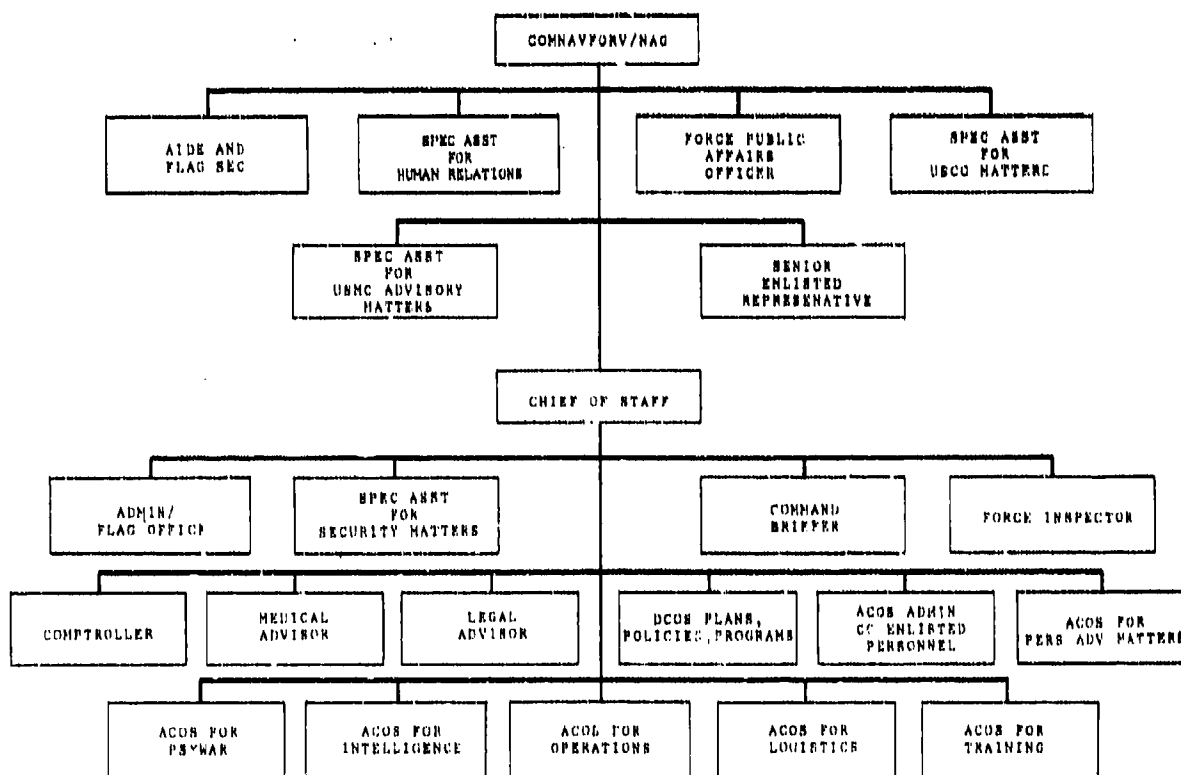 COMNAVFORV/NAG
AIDE AND
FLAG SEC
SPEC ASST
FOR
HUMAN RELATIONS
FORCE PUBLIC
AFFAIRS
OFFICER
SPEC ASST
FOR
USCG MATTERS
SPEC ASST
FOR
USMC ADVISORY
MATTERS
SENIOR
ENLISTED
REPRESENATIVE
CHIEF OF STAFF
ADMIN/
FLAG OFFICE
SPEC ASST
FOR
SECURITY MATTERS
COMMAND
BRIEFER
FORCE INSPECTOR
COMPTROLLER
MEDICAL
ADVISOR
LEGAL
ADVISOR
DCOS PLANS,
POLICIES,PROGRAMS
ACOS ADMIN
CC ENLISTED
PERSONNEL
ACOS FOR
PERS ADV MATTERS
ACOS FOR
PSYWAR
ACOS FOR
INTELLIGENCE
ACOS FOR
OPERATIONS
ACOS FOR
LOGISTICS
ACOS FOR
TRAINING